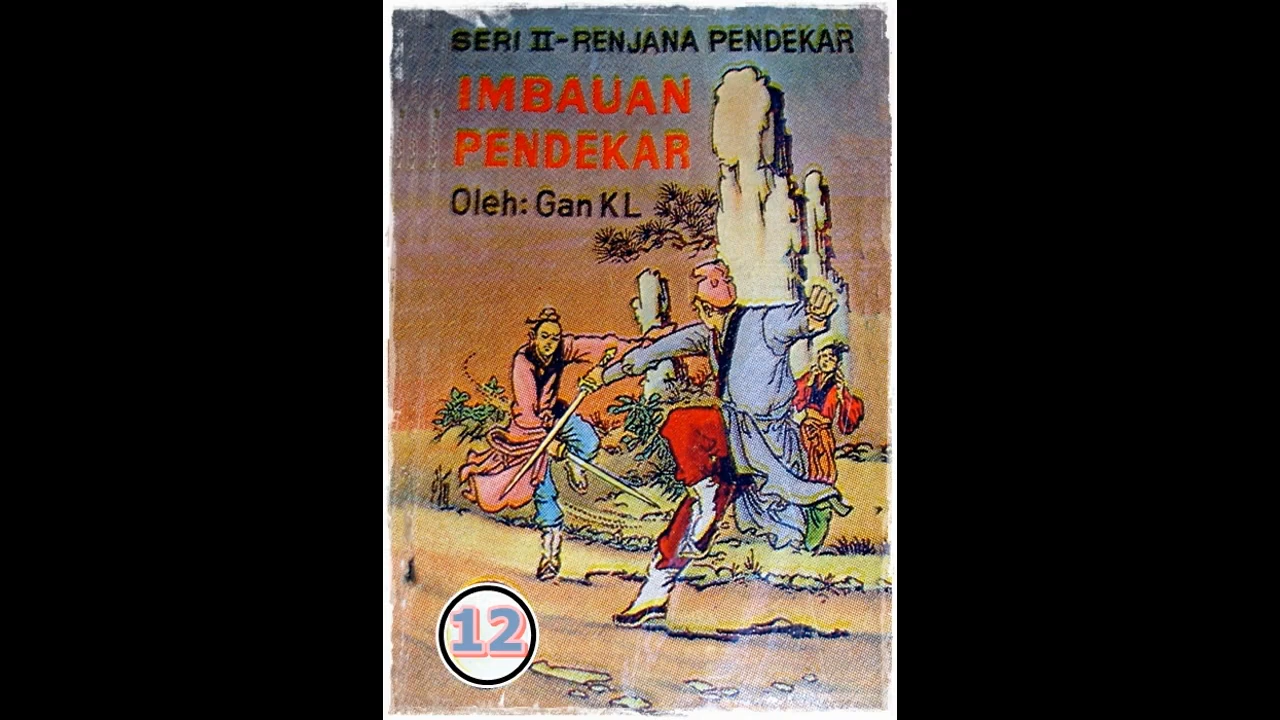 SERI II-RENJANA PENDEKAR
IMBAUAN
PENDEKAR
Oleh: Gan KL
12